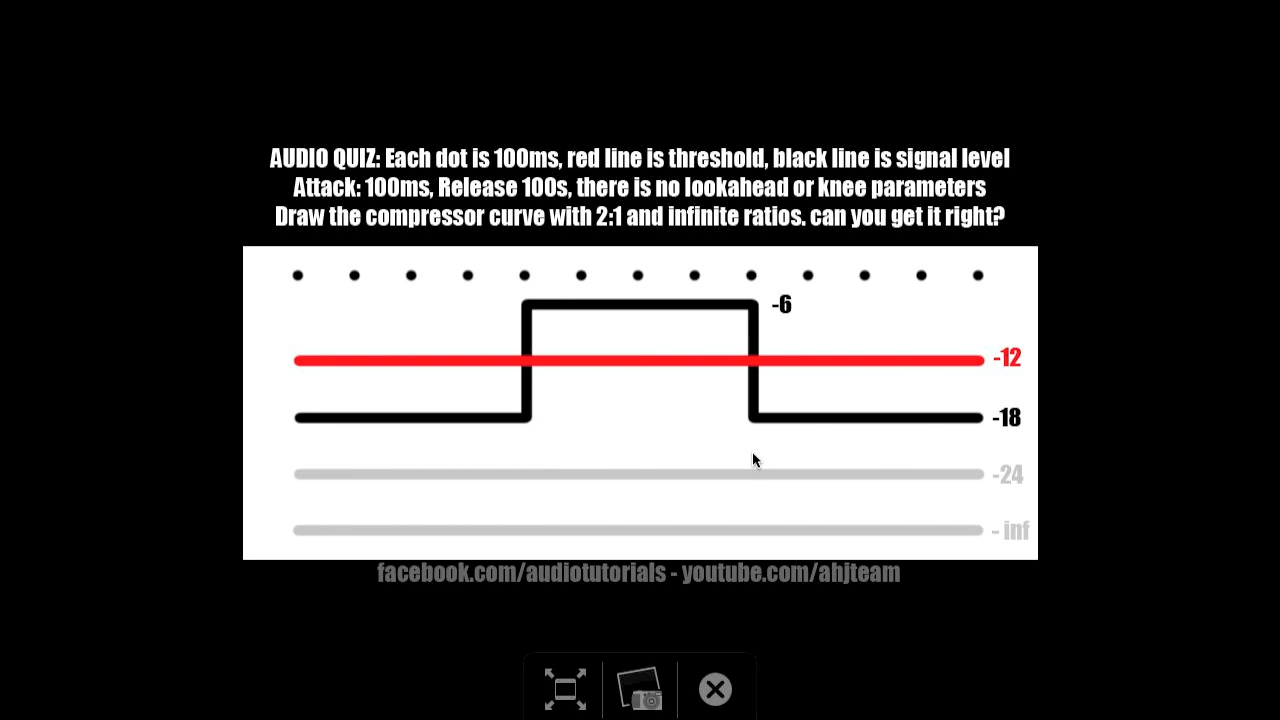 AUDIO QUIZ: Each dot is 100ms, red line is threshold, black line is signal level
Attack: 100ms, Release 100s, there is no lookahead or knee parameters
Draw the compressor curve with 2:1 and infinite ratios. can you get it right?
-6
-12
-18
-24
- inf
facebook.com/audiotutorials - youtube.com/ahjteam